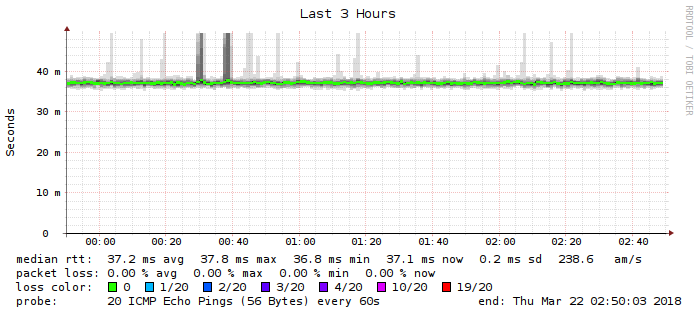 Last 3 Hours
RRDTOOL / TOBI OETIKER
Seconds
40 m
30 m
20 m
10 m
0
00:00 00:20 00:40 01:00 01:20 01:40 02:00 02:20 02:40
median rtt: 37.2 ms avg 37.8 ms max 36.8 ms min 37.1 ms now 0.2 ms sd 238.6 am/s
packet loss: 0.00 % avg 0.00 % max 0.00 % min 0.00 % now
loss color: 0 1/20 2/20 3/20 4/20 10/20 19/20
probe: 20 ICMP Echo Pings (56 Bytes) every 60s end: Thu Mar 22 02:50:03 2018